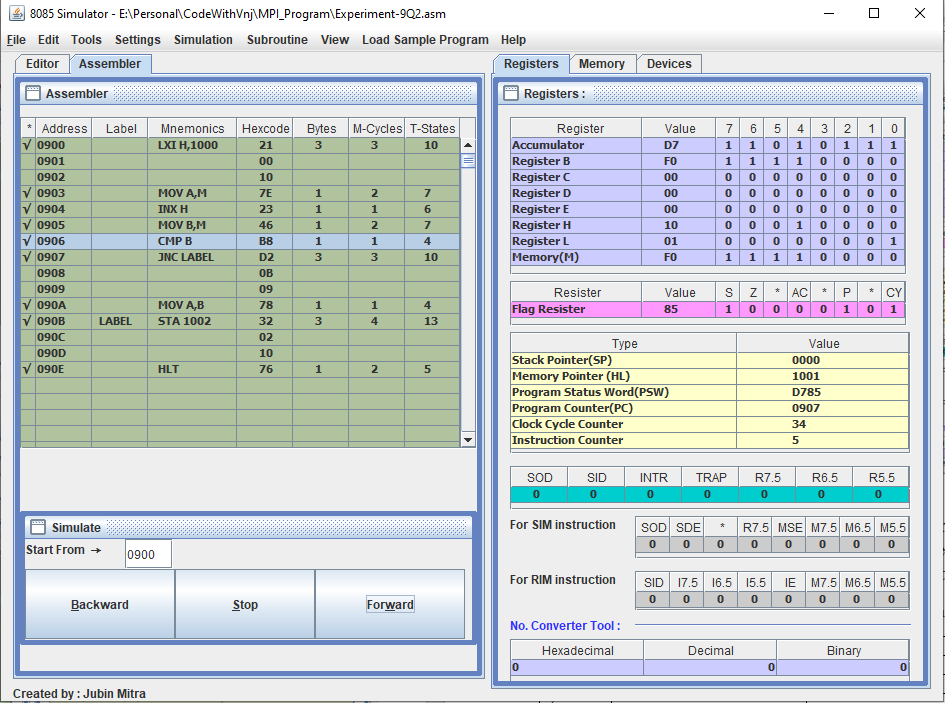 8085 Simulator - E:\Personal\CodeWithVnj\MPI_Program\Experiment-9Q2.asm
File Edit Tools Settings Simulation Subroutine View Load Sample Program Help
Editor Assembler
Assembler
* Address Label Mnemonics Hexcode Bytes M-Cycles T-States
√ 0900 LXI H,1000 21 3 3 10
0901 00
0902 10
√ 0903 MOV A,M 7E 1 2 7
√ 0904 INX H 23 1 1 6
√ 0905 MOV B,M 46 1 2 7
√ 0906 CMP B B8 1 1 4
√ 0907 JNC LABEL D2 3 3 10
0908 0B
0909 09
√ 090A MOV A,B 78 1 1 4
√ 090B LABEL STA 1002 32 3 4 13
090C 02
090D 10
√ 090E HLT 76 1 2 5
Simulate
Start From → 0900
Backward Stop Forward
Created by : Jubin Mitra
Registers Memory Devices
Registers :
Register Value 7 6 5 4 3 2 1 0
Accumulator D7 1 1 0 1 0 1 1 1
Register B F0 1 1 1 1 0 0 0 0
Register C 00 0 0 0 0 0 0 0 0
Register D 00 0 0 0 0 0 0 0 0
Register E 00 0 0 0 0 0 0 0 0
Register H 10 0 0 0 1 0 0 0 0
Register L 01 0 0 0 0 0 0 0 1
Memory(M) F0 1 1 1 1 0 0 0 0
Resister Value S Z * AC * P * CY
Flag Resister 85 1 0 0 0 0 1 0 1
Type Value
Stack Pointer(SP) 0000
Memory Pointer (HL) 1001
Program Status Word(PSW) D785
Program Counter(PC) 0907
Clock Cycle Counter 34
Instruction Counter 5
SOD SID INTR TRAP R7.5 R6.5 R5.5
0 0 0 0 0 0 0
For SIM instruction SOD SDE * R7.5 MSE M7.5 M6.5 M5.5
0 0 0 0 0 0 0 0
For RIM instruction SID I7.5 I6.5 I5.5 IE M7.5 M6.5 M5.5
0 0 0 0 0 0 0 0
No. Converter Tool :
Hexadecimal Decimal Binary
0 0 0